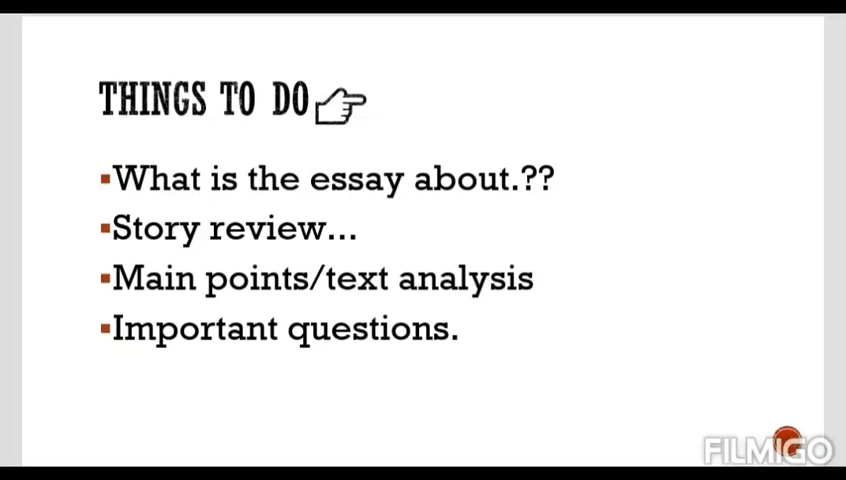 THINGS TO DO
What is the essay about.??
Story review...
Main points/text analysis
Important questions.
FILMIGO